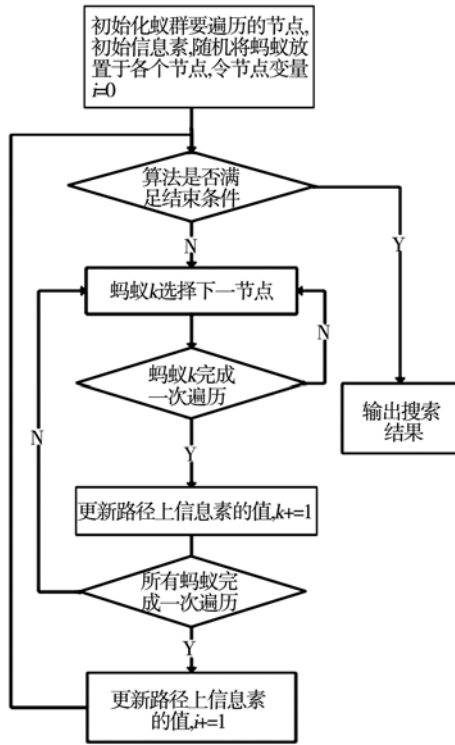 初始化蚁群要遍历的节点,
初始信息素,随机将蚂蚁放
置于各个节点,令节点变量
i=0
算法是否满
足结束条件
N
Y
蚂蚁k选择下一节点
N
蚂蚁k完成
一次遍历
输出搜索
结果
N
Y
更新路径上信息素的值,k+=1
所有蚂蚁完
成一次遍历
Y
更新路径上信息素
的值,i+=1